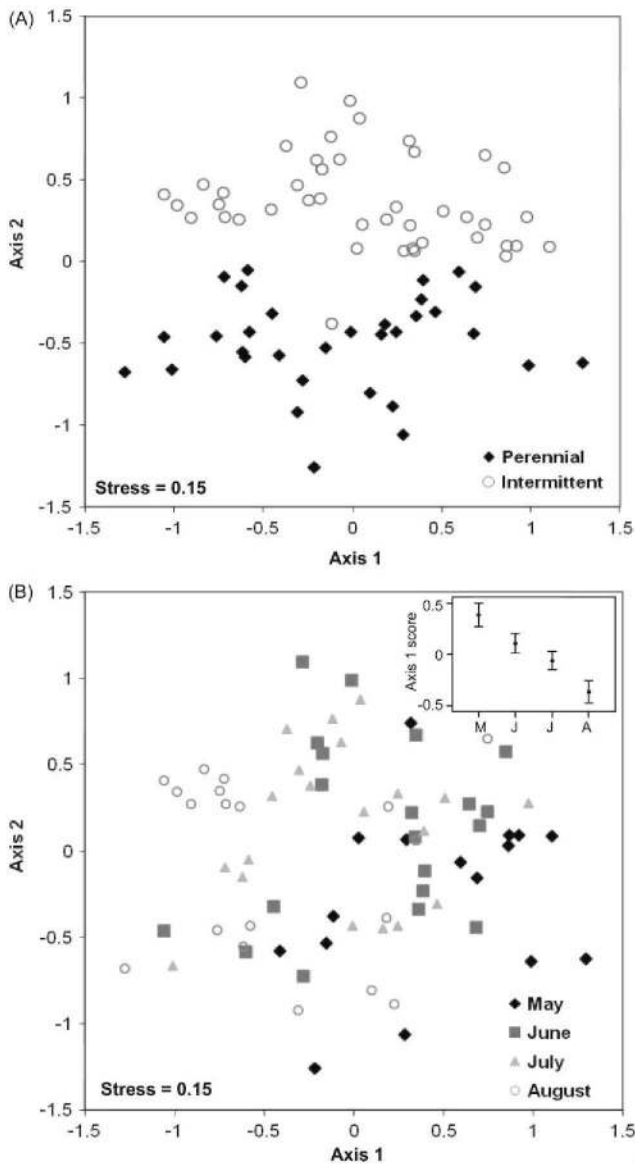 (A)
1.5
1
0.5
0
-0.5
-1
-1.5
Axis 2
Perennial
Intermittent
Stress = 0.15
-1.5 -1 -0.5 0 0.5 1 1.5
Axis 1
(B)
1.5
1
0.5
0
-0.5
-1
-1.5
Axis 2
0.5
0
-0.5
Axis 1 score
M J J A
May
June
July
August
Stress = 0.15
-1.5 -1 -0.5 0 0.5 1 1.5
Axis 1